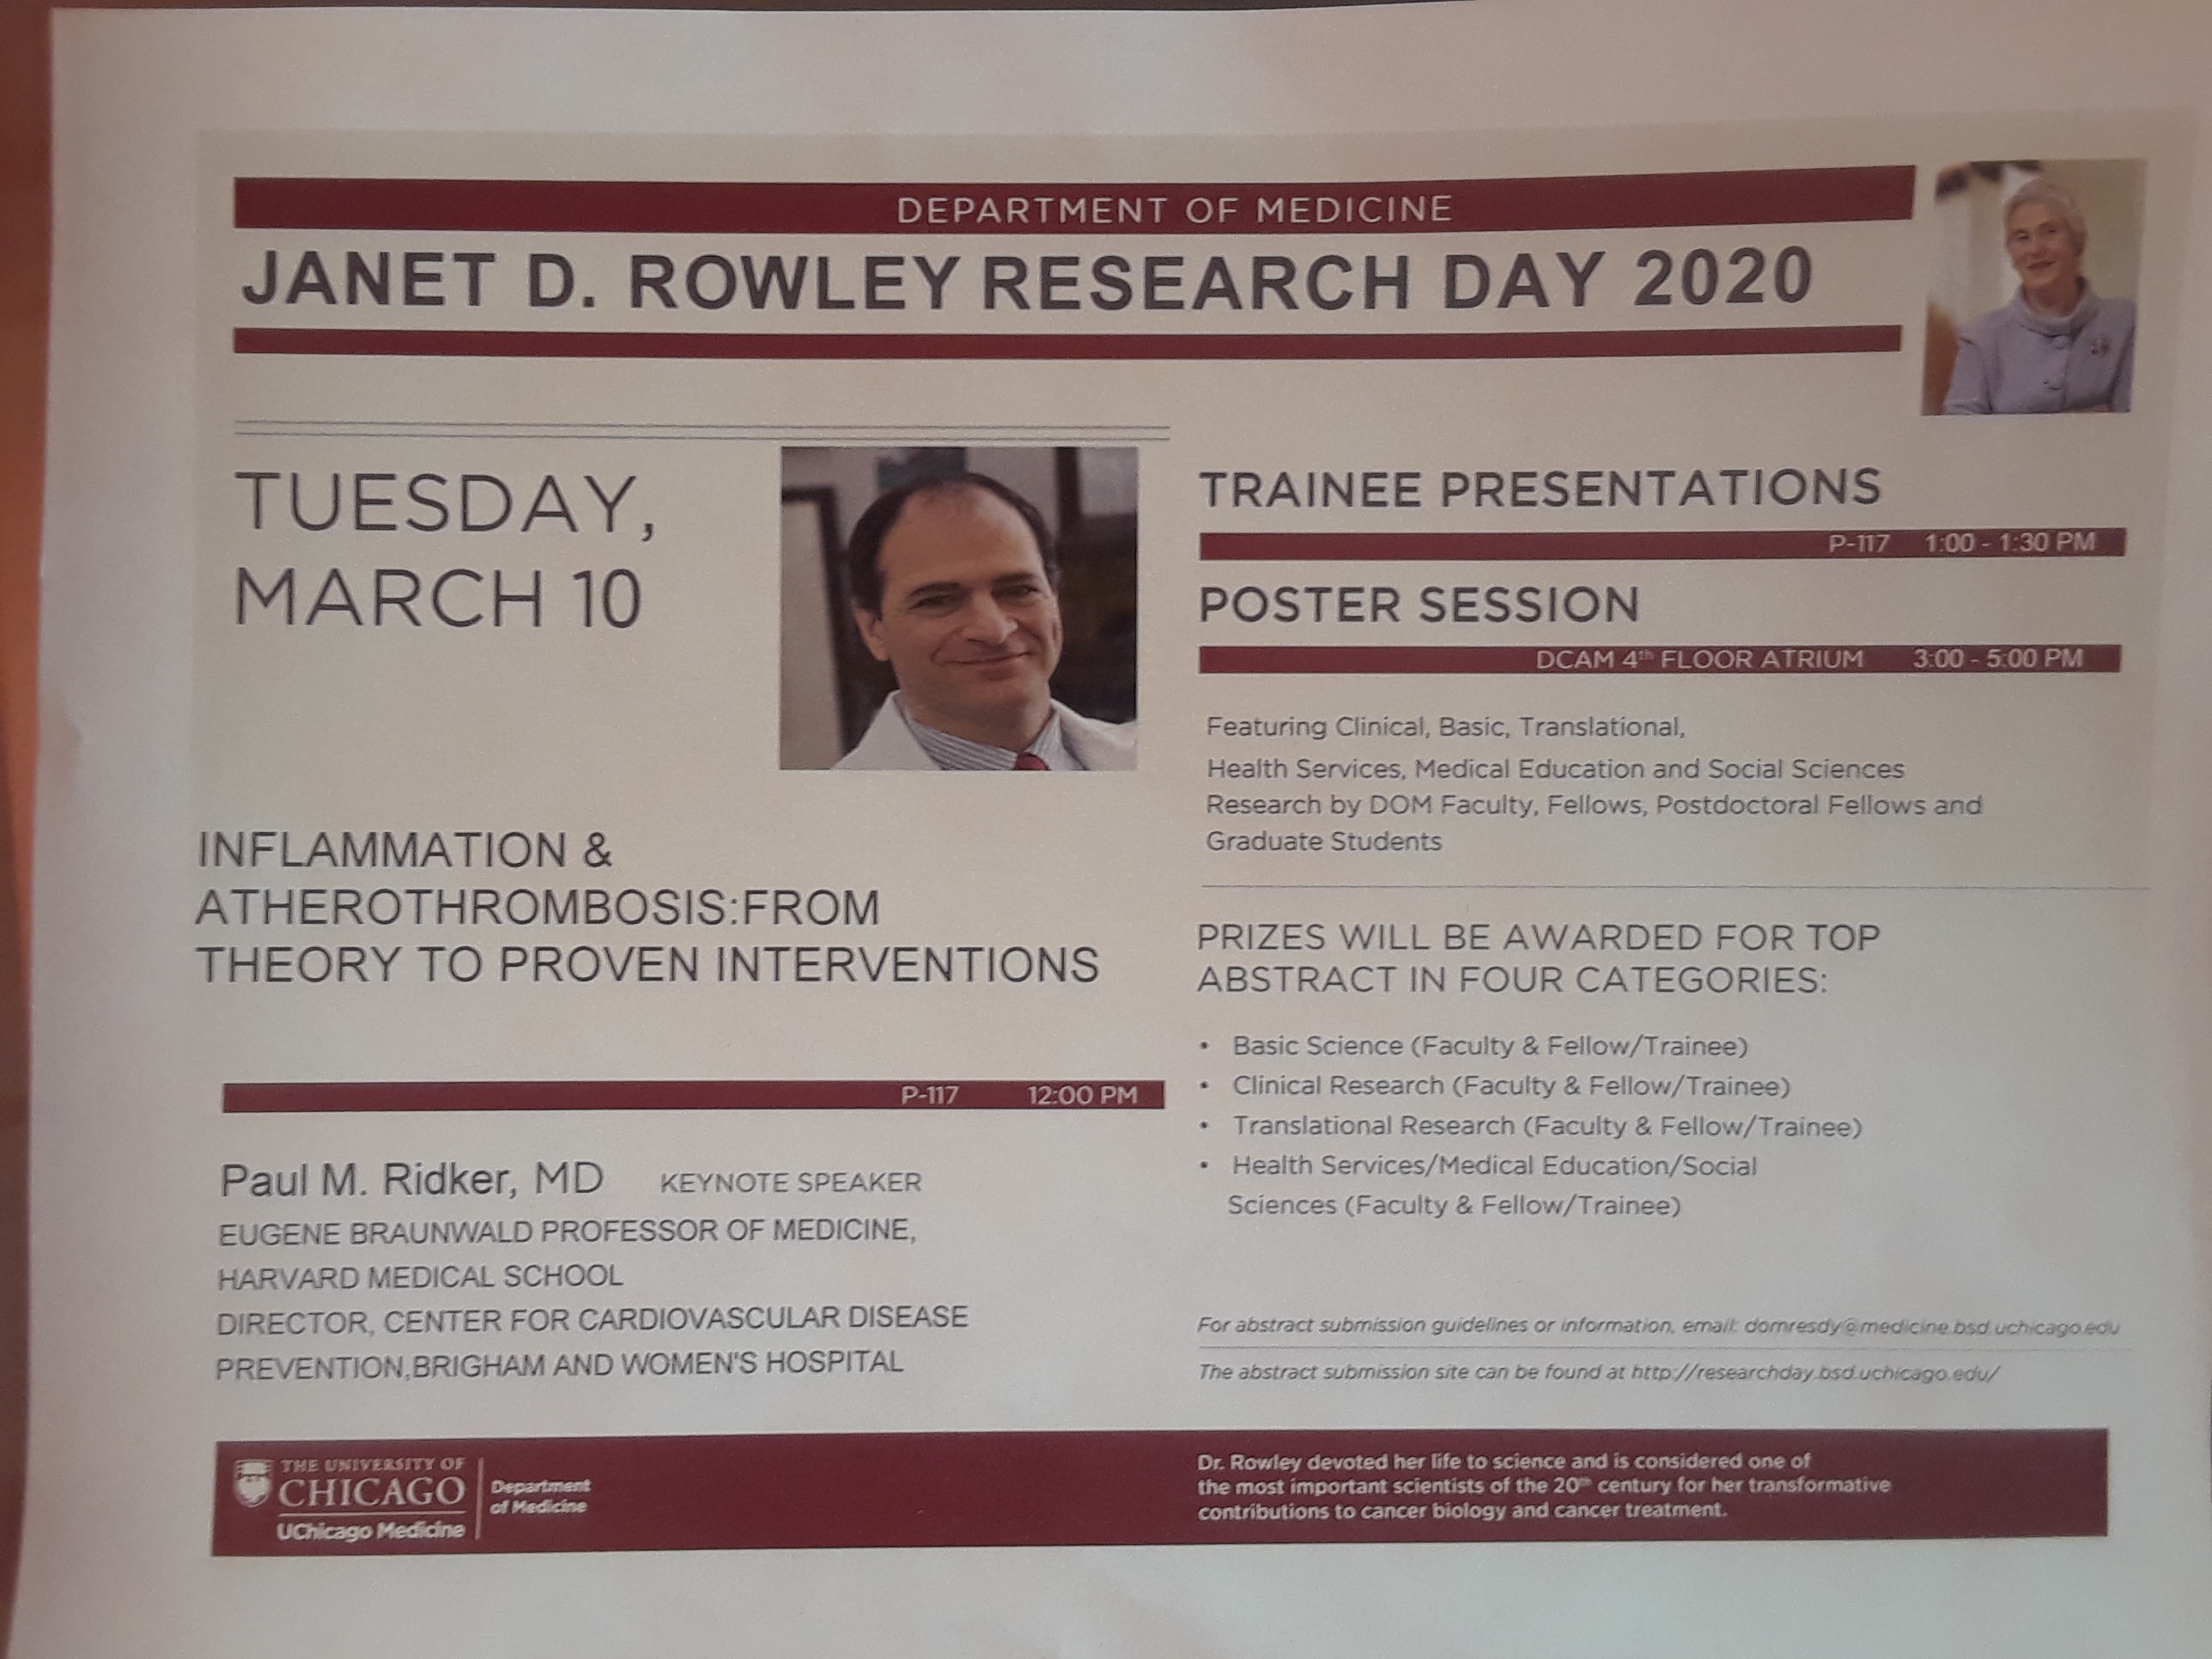 DEPARTMENT OF MEDICINE
JANET D. ROWLEY RESEARCH DAY 2020
TUESDAY,
MARCH 10
INFLAMMATION &
ATHEROTHROMBOSIS:FROM
THEORY TO PROVEN INTERVENTIONS
P-117 12:00 PM
Paul M. Ridker, MD KEYNOTE SPEAKER
EUGENE BRAUNWALD PROFESSOR OF MEDICINE,
HARVARD MEDICAL SCHOOL
DIRECTOR, CENTER FOR CARDIOVASCULAR DISEASE
PREVENTION,BRIGHAM AND WOMEN'S HOSPITAL
TRAINEE PRESENTATIONS
P-117 1:00 - 1:30 PM
POSTER SESSION
DCAM 4th FLOOR ATRIUM 3:00 - 5:00 PM
Featuring Clinical, Basic, Translational,
Health Services, Medical Education and Social Sciences
Research by DOM Faculty, Fellows, Postdoctoral Fellows and
Graduate Students
PRIZES WILL BE AWARDED FOR TOP
ABSTRACT IN FOUR CATEGORIES:
• Basic Science (Faculty & Fellow/Trainee)
• Clinical Research (Faculty & Fellow/Trainee)
• Translational Research (Faculty & Fellow/Trainee)
• Health Services/Medical Education/Social
Sciences (Faculty & Fellow/Trainee)
For abstract submission guidelines or information, email: domresdy@medicine.bsd.uchicago.edu
The abstract submission site can be found at http://researchday.bsd.uchicago.edu/
THE UNIVERSITY OF
CHICAGO
UChicago Medicine
Department
of Medicine
Dr. Rowley devoted her life to science and is considered one of
the most important scientists of the 20th century for her transformative
contributions to cancer biology and cancer treatment.